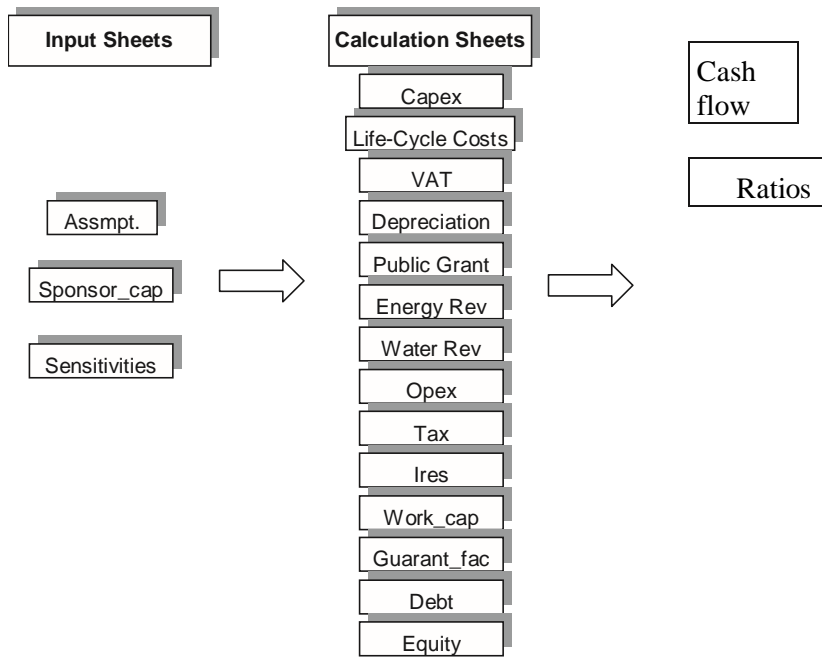 Input Sheets
Assmpt.
Sponsor_cap
Sensitivities
Calculation Sheets
Capex
Life-Cycle Costs
VAT
Depreciation
Public Grant
Energy Rev
Water Rev
Opex
Tax
Ires
Work_cap
Guarant_fac
Debt
Equity
Cash
flow
Ratios